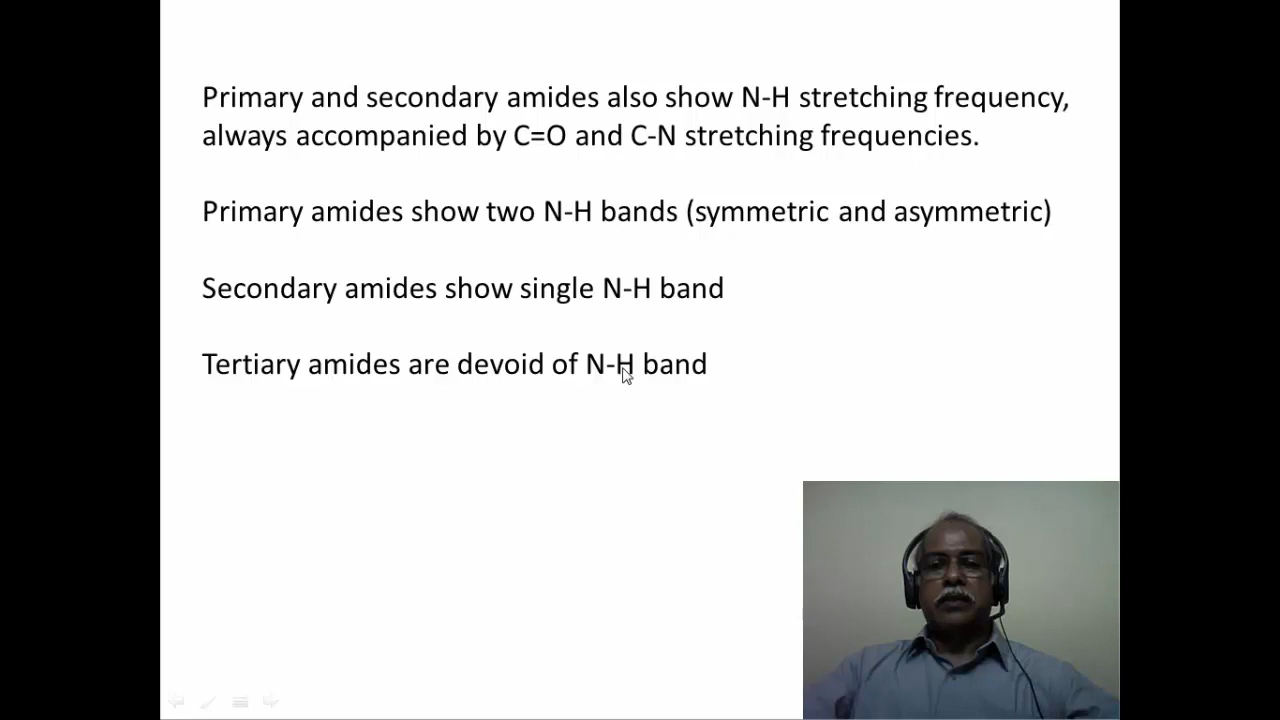 Primary and secondary amides also show N-H stretching frequency,
always accompanied by C=O and C-N stretching frequencies.
Primary amides show two N-H bands (symmetric and asymmetric)
Secondary amides show single N-H band
Tertiary amides are devoid of N-H band